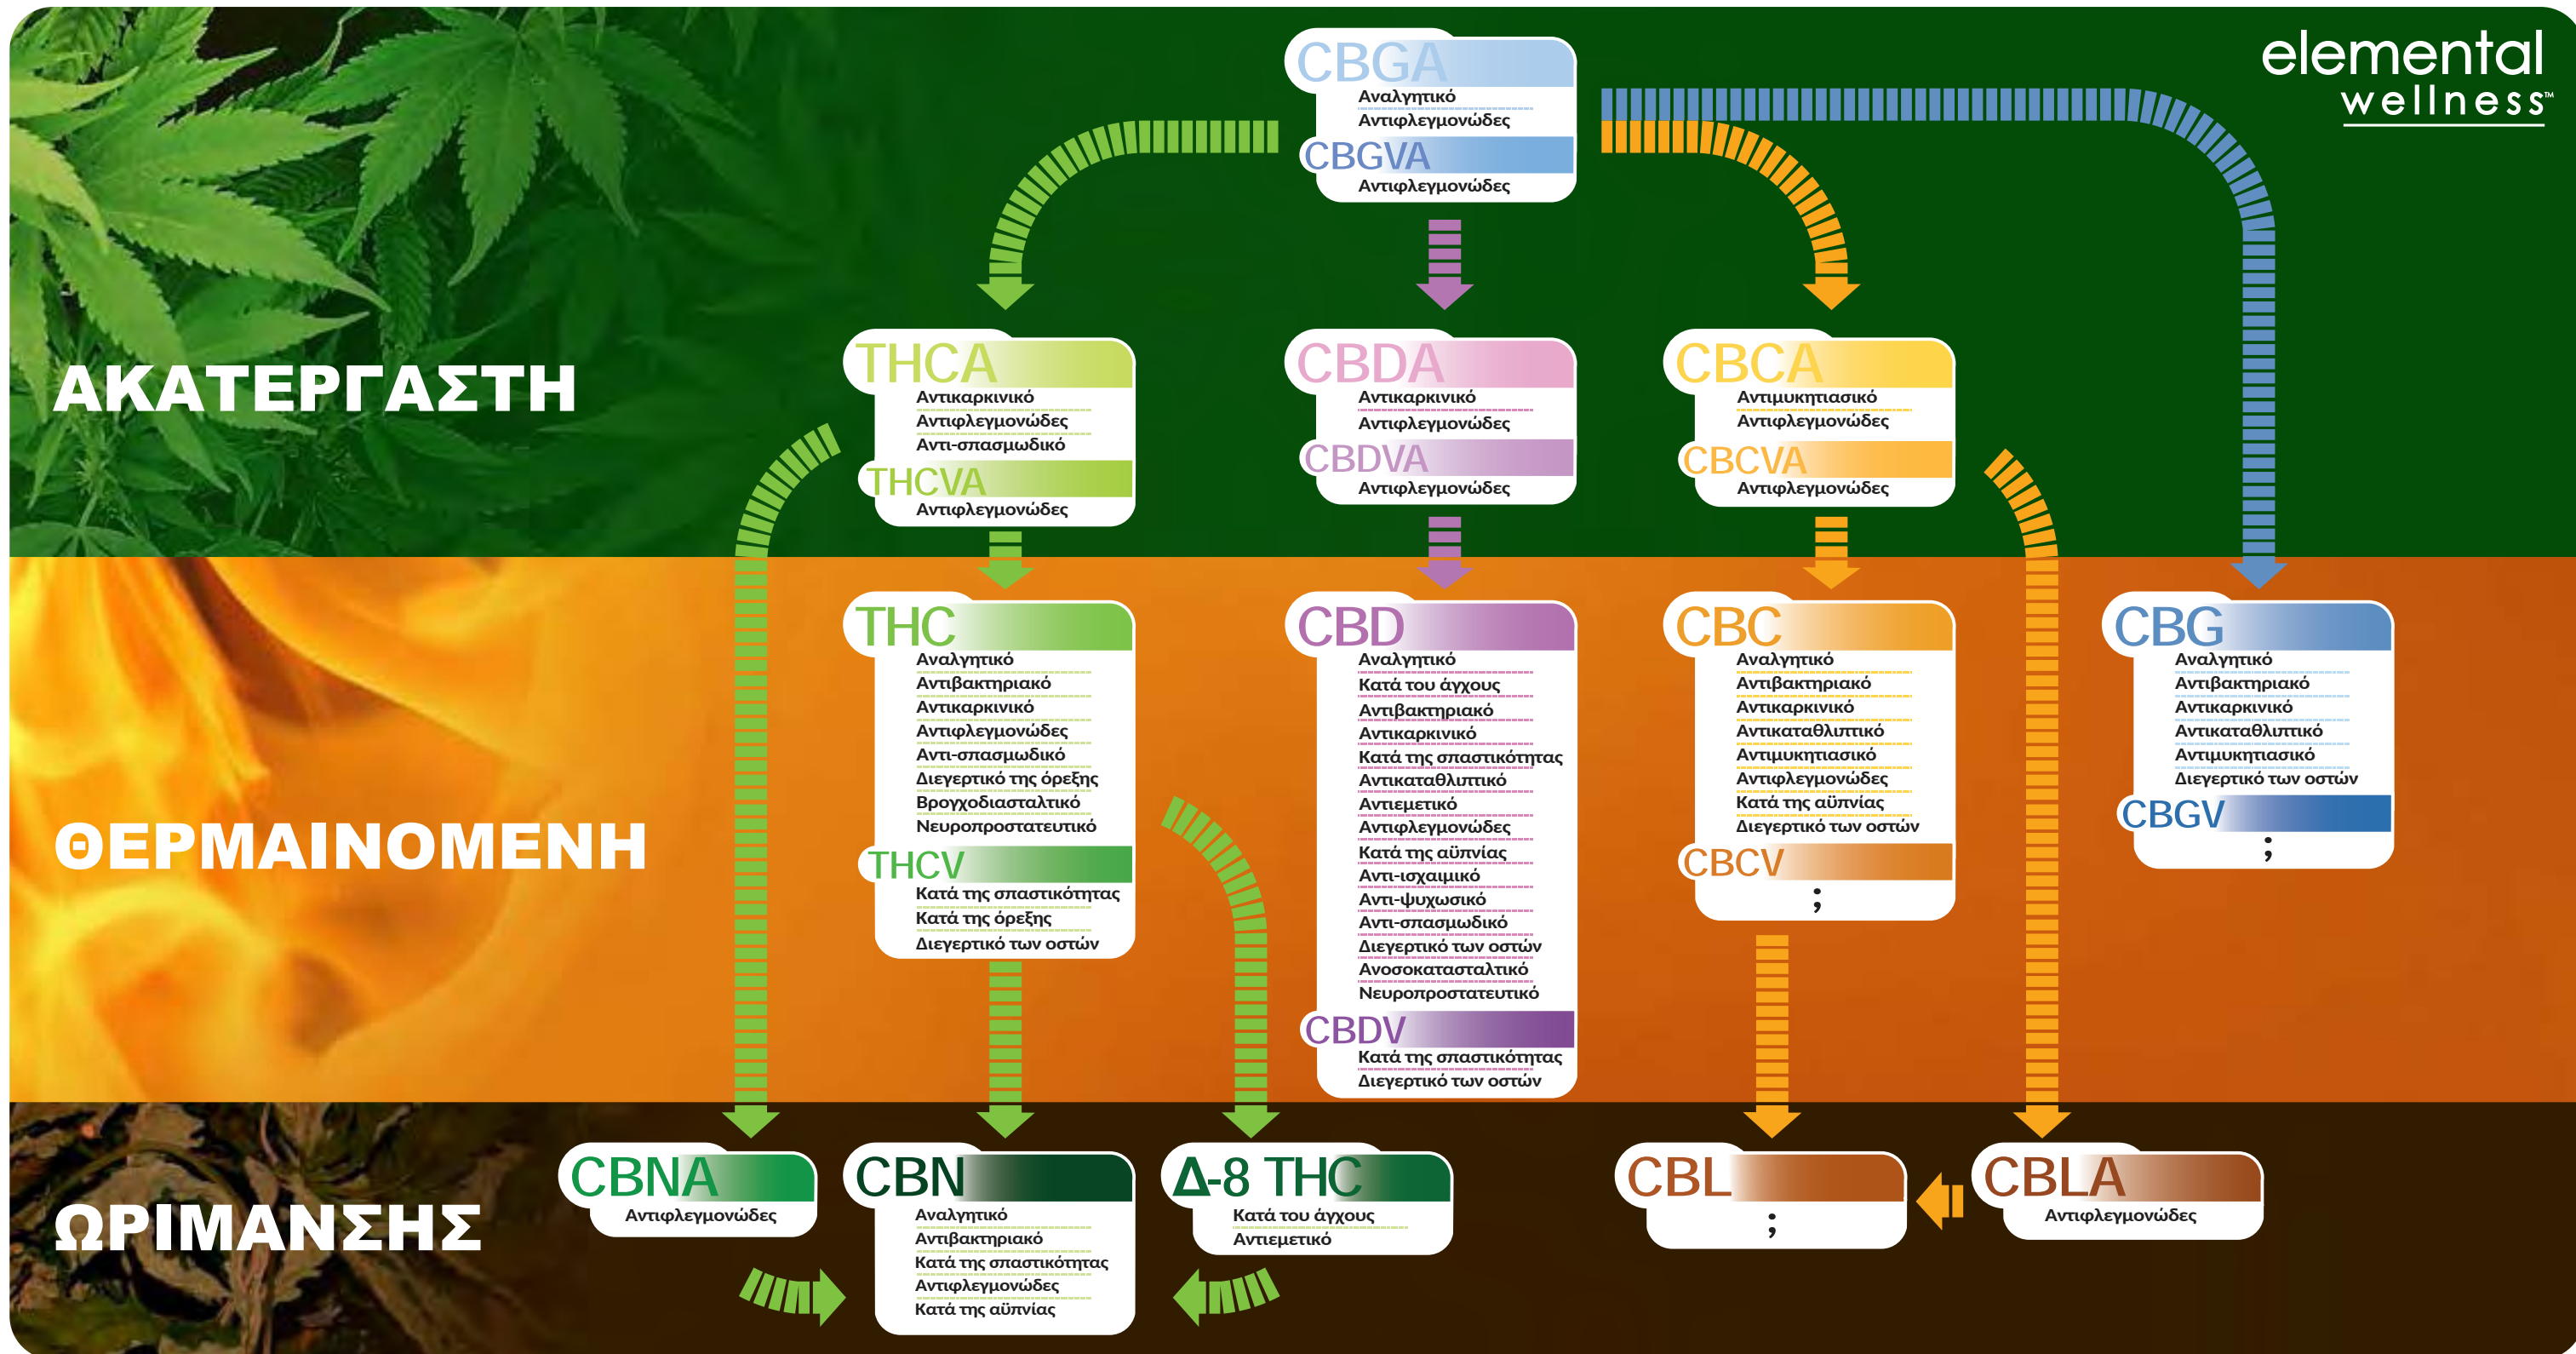 elemental
wellness™
CBGA
Αναλγητικό
Αντιφλεγμονώδες
CBGVA
Αντιφλεγμονώδες
ΑΚΑΤΕΡΓΑΣΤΗ
THCA
Αντικαρκινικό
Αντιφλεγμονώδες
Αντι-σπασμωδικό
THCVA
Αντιφλεγμονώδες
CBDA
Αντικαρκινικό
Αντιφλεγμονώδες
CBDVA
Αντιφλεγμονώδες
CBCA
Αντιμυκητιασικό
Αντιφλεγμονώδες
CBCVA
Αντιφλεγμονώδες
ΘΕΡΜΑΙΝΟΜΕΝΗ
THC
Αναλγητικό
Αντιβακτηριακό
Αντικαρκινικό
Αντιφλεγμονώδες
Αντι-σπασμωδικό
Διεγερτικό της όρεξης
Βρογχοδιασταλτικό
Νευροπροστατευτικό
THCV
Κατά της σπαστικότητας
Κατά της όρεξης
Διεγερτικό των οστών
CBD
Αναλγητικό
Κατά του άγχους
Αντιβακτηριακό
Αντικαρκινικό
Κατά της σπαστικότητας
Αντικαταθλιπτικό
Αντιεμετικό
Αντιφλεγμονώδες
Κατά της αϋπνίας
Αντι-ισχαιμικό
Αντι-ψυχωσικό
Αντι-σπασμωδικό
Διεγερτικό των οστών
Ανοσοκατασταλτικό
Νευροπροστατευτικό
CBDV
Κατά της σπαστικότητας
Διεγερτικό των οστών
CBC
Αναλγητικό
Αντιβακτηριακό
Αντικαρκινικό
Αντικαταθλιπτικό
Αντιμυκητιασικό
Αντιφλεγμονώδες
Κατά της αϋπνίας
Διεγερτικό των οστών
CBCV
;
CBG
Αναλγητικό
Αντιβακτηριακό
Αντικαρκινικό
Αντικαταθλιπτικό
Αντιμυκητιασικό
Διεγερτικό των οστών
CBGV
;
ΩΡΙΜΑΝΣΗΣ
CBNA
Αντιφλεγμονώδες
CBN
Αναλγητικό
Αντιβακτηριακό
Κατά της σπαστικότητας
Αντιφλεγμονώδες
Κατά της αϋπνίας
Δ-8 THC
Κατά του άγχους
Αντιεμετικό
CBL
;
CBLA
Αντιφλεγμονώδες